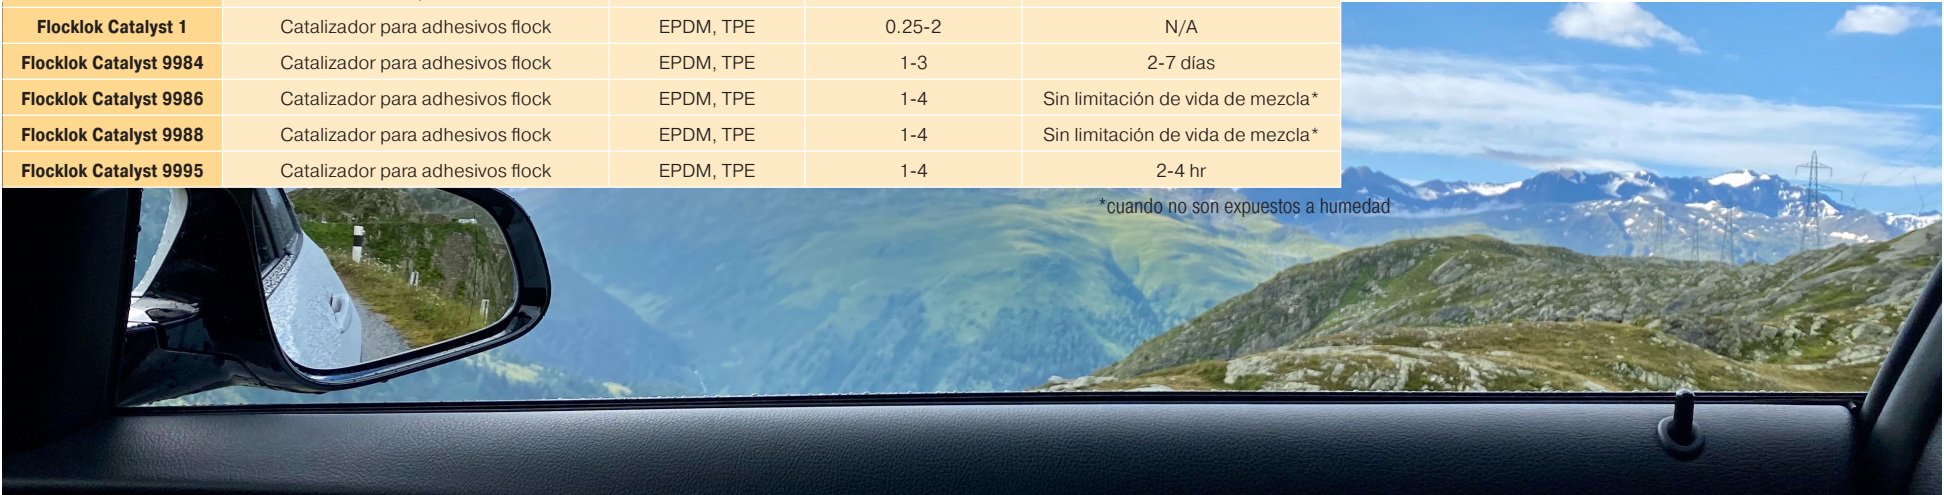 Flocklok Catalyst 1 Catalizador para adhesivos flock EPDM, TPE 0.25-2 N/A
Flocklok Catalyst 9984 Catalizador para adhesivos flock EPDM, TPE 1-3 2-7 días
Flocklok Catalyst 9986 Catalizador para adhesivos flock EPDM, TPE 1-4 Sin limitación de vida de mezcla*
Flocklok Catalyst 9988 Catalizador para adhesivos flock EPDM, TPE 1-4 Sin limitación de vida de mezcla*
Flocklok Catalyst 9995 Catalizador para adhesivos flock EPDM, TPE 1-4 2-4 hr
*cuando no son expuestos a humedad